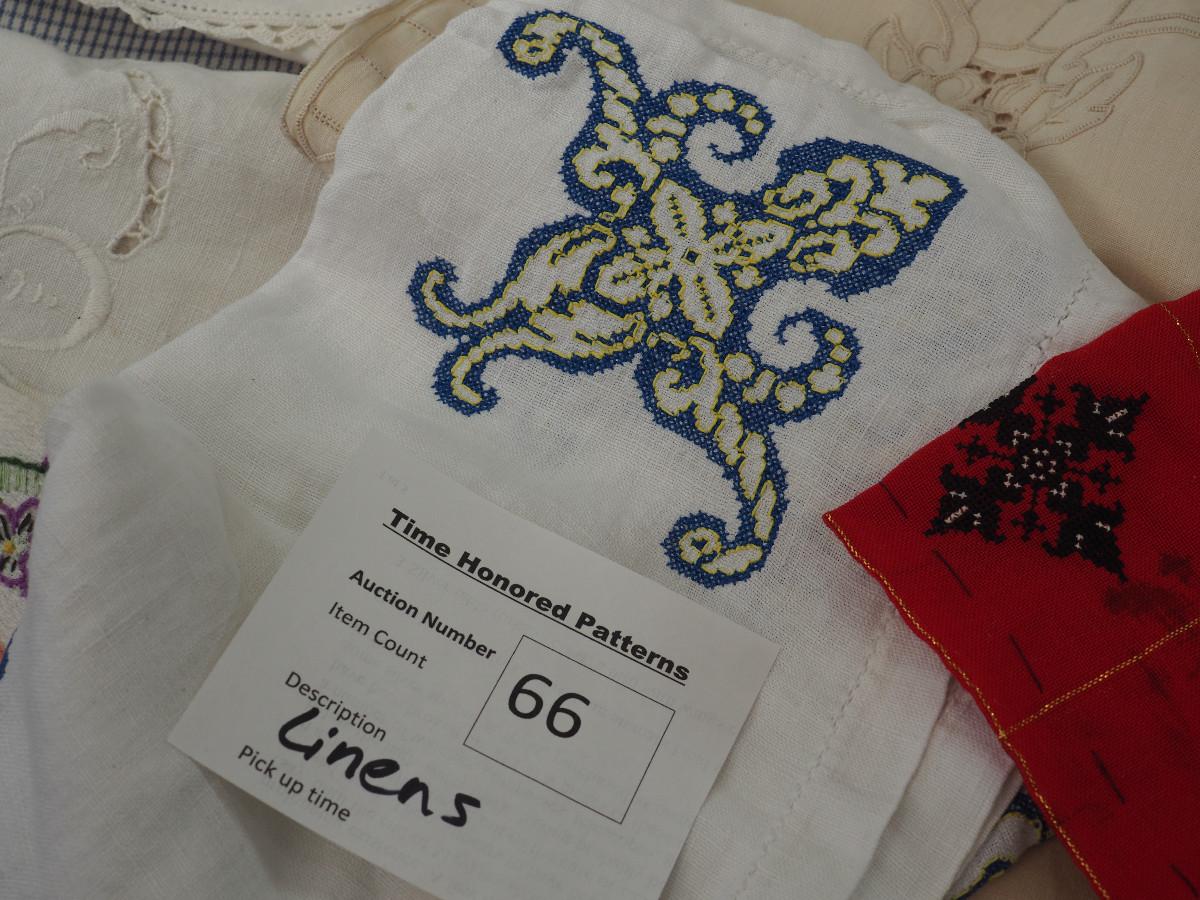 Time Honored Patterns
Auction Number
66
Item Count
Description
Linens
Pick up time